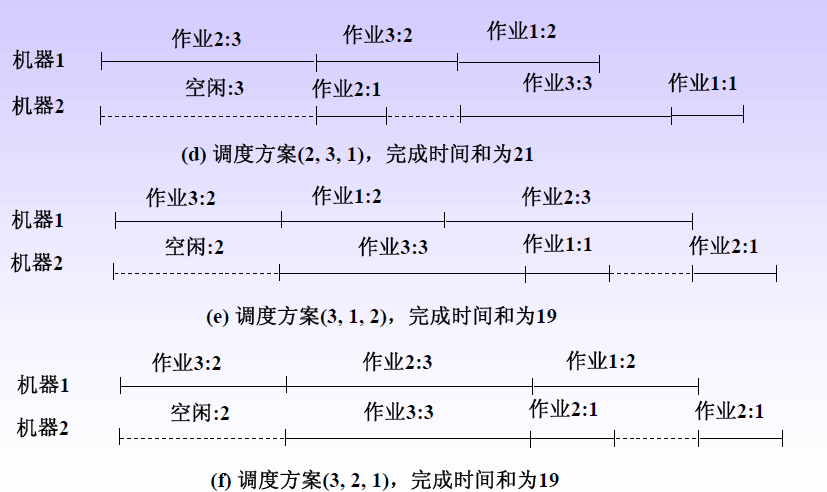 作业2:3 作业3:2 作业1:2
机器1
空闲:3 作业2:1 作业3:3 作业1:1
机器2
(d) 调度方案(2, 3, 1)，完成时间和为21
作业3:2 作业1:2 作业2:3
机器1
空闲:2 作业3:3 作业1:1 作业2:1
机器2
(e) 调度方案(3, 1, 2)，完成时间和为19
作业3:2 作业2:3 作业1:2
机器1
空闲:2 作业3:3 作业2:1 作业2:1
机器2
(f) 调度方案(3, 2, 1)，完成时间和为19